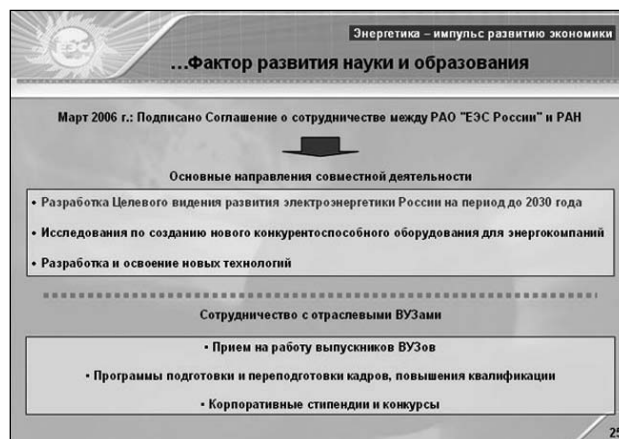 ЕЭС
Энергетика – импульс развитию экономики
...Фактор развития науки и образования
Март 2006 г.: Подписано Соглашение о сотрудничестве между РАО "ЕЭС России" и РАН
Основные направления совместной деятельности
• Разработка Целевого видения развития электроэнергетики России на период до 2030 года
• Исследования по созданию нового конкурентоспособного оборудования для энергокомпаний
• Разработка и освоение новых технологий
Сотрудничество с отраслевыми ВУЗами
• Прием на работу выпускников ВУЗов
• Программы подготовки и переподготовки кадров, повышения квалификации
• Корпоративные стипендии и конкурсы
25